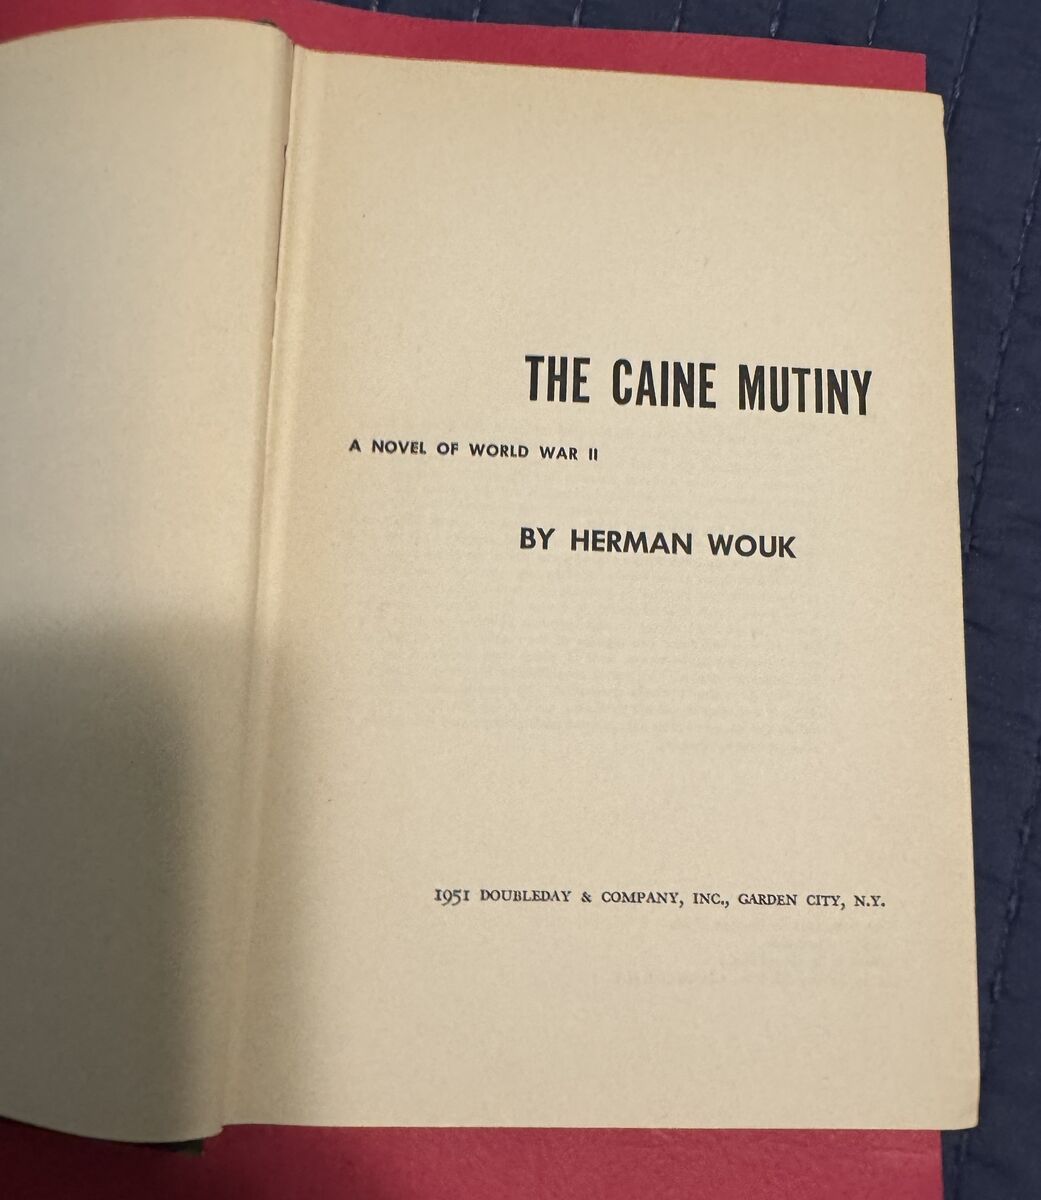 THE CAINE MUTINY
A NOVEL OF WORLD WAR II
BY HERMAN WOUK
1951 DOUBLEDAY & COMPANY, INC., GARDEN CITY, N.Y.